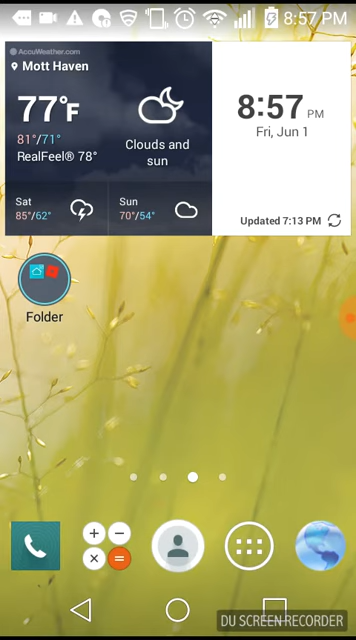 8:57 PM
AccuWeather.com
Mott Haven
77°F
81°/71°
RealFeel® 78°
Clouds and
sun
8:57 PM
Fri, Jun 1
Sat
85°/62°
Sun
70°/54°
Updated 7:13 PM
Folder
DU SCREEN RECORDER